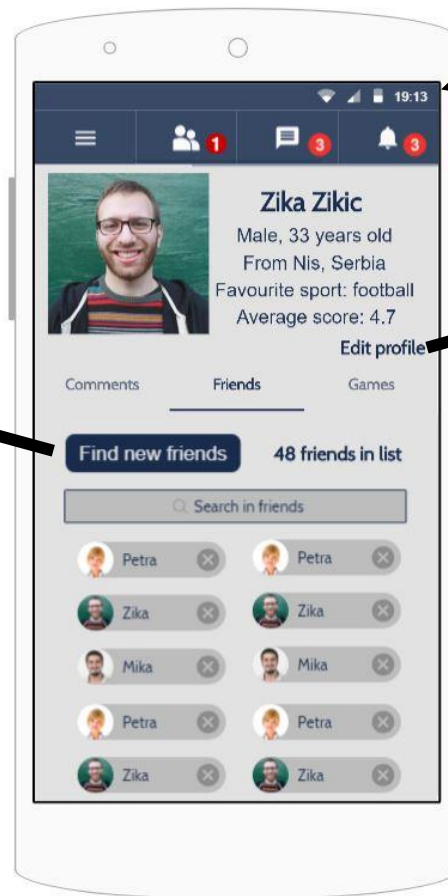 19:13
1
3
3
Zika Zikic
Male, 33 years old
From Nis, Serbia
Favourite sport: football
Average score: 4.7
Edit profile
Comments Friends Games
Find new friends 48 friends in list
Search in friends
Petra Petra
Zika Zika
Mika Mika
Petra Petra
Zika Zika